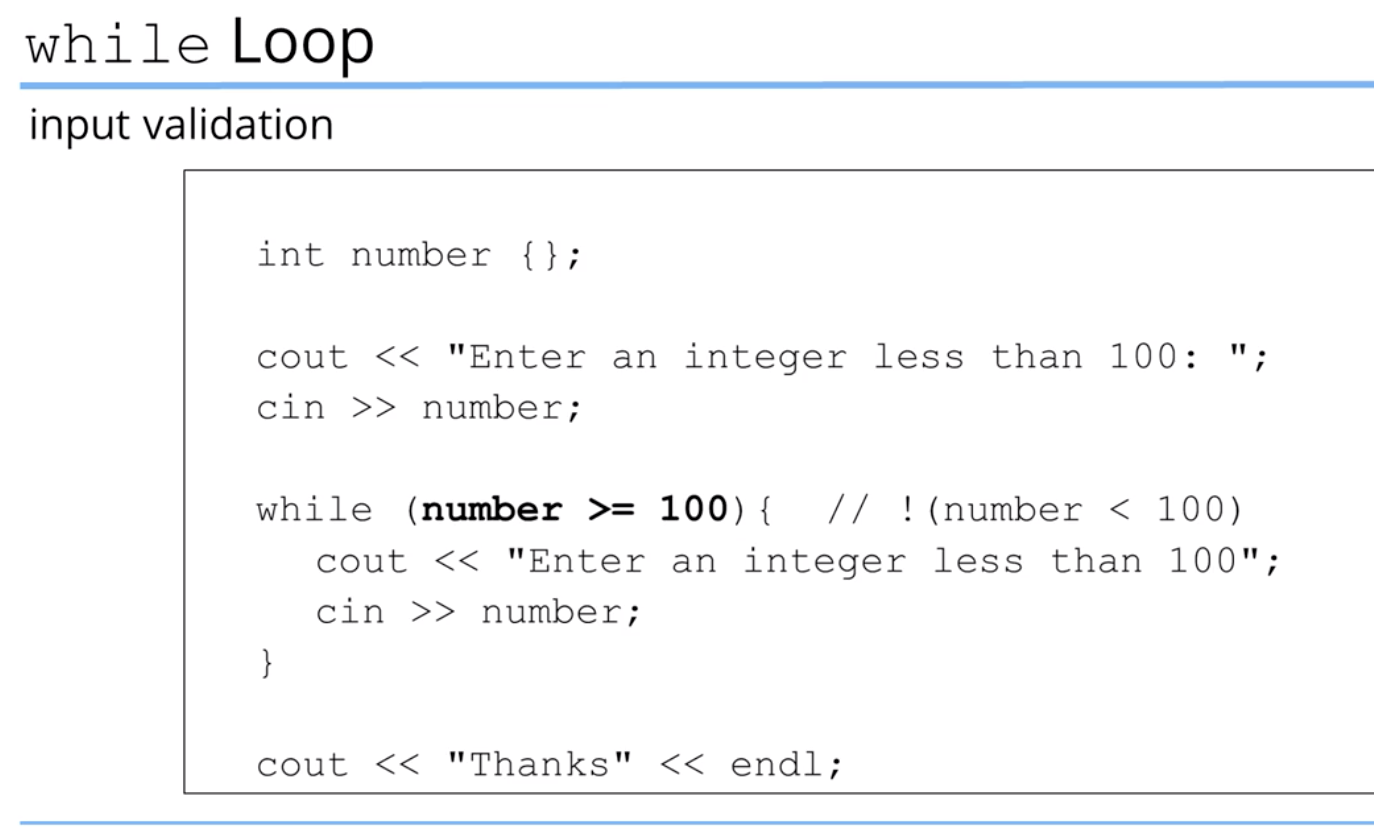 while Loop
input validation
int number {};
cout << "Enter an integer less than 100: ";
cin >> number;
while (number >= 100){ // !(number < 100)
cout << "Enter an integer less than 100";
cin >> number;
}
cout << "Thanks" << endl;